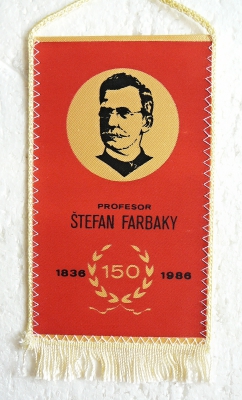 PROFESOR
ŠTEFAN FARBAKY
1836 150 1986